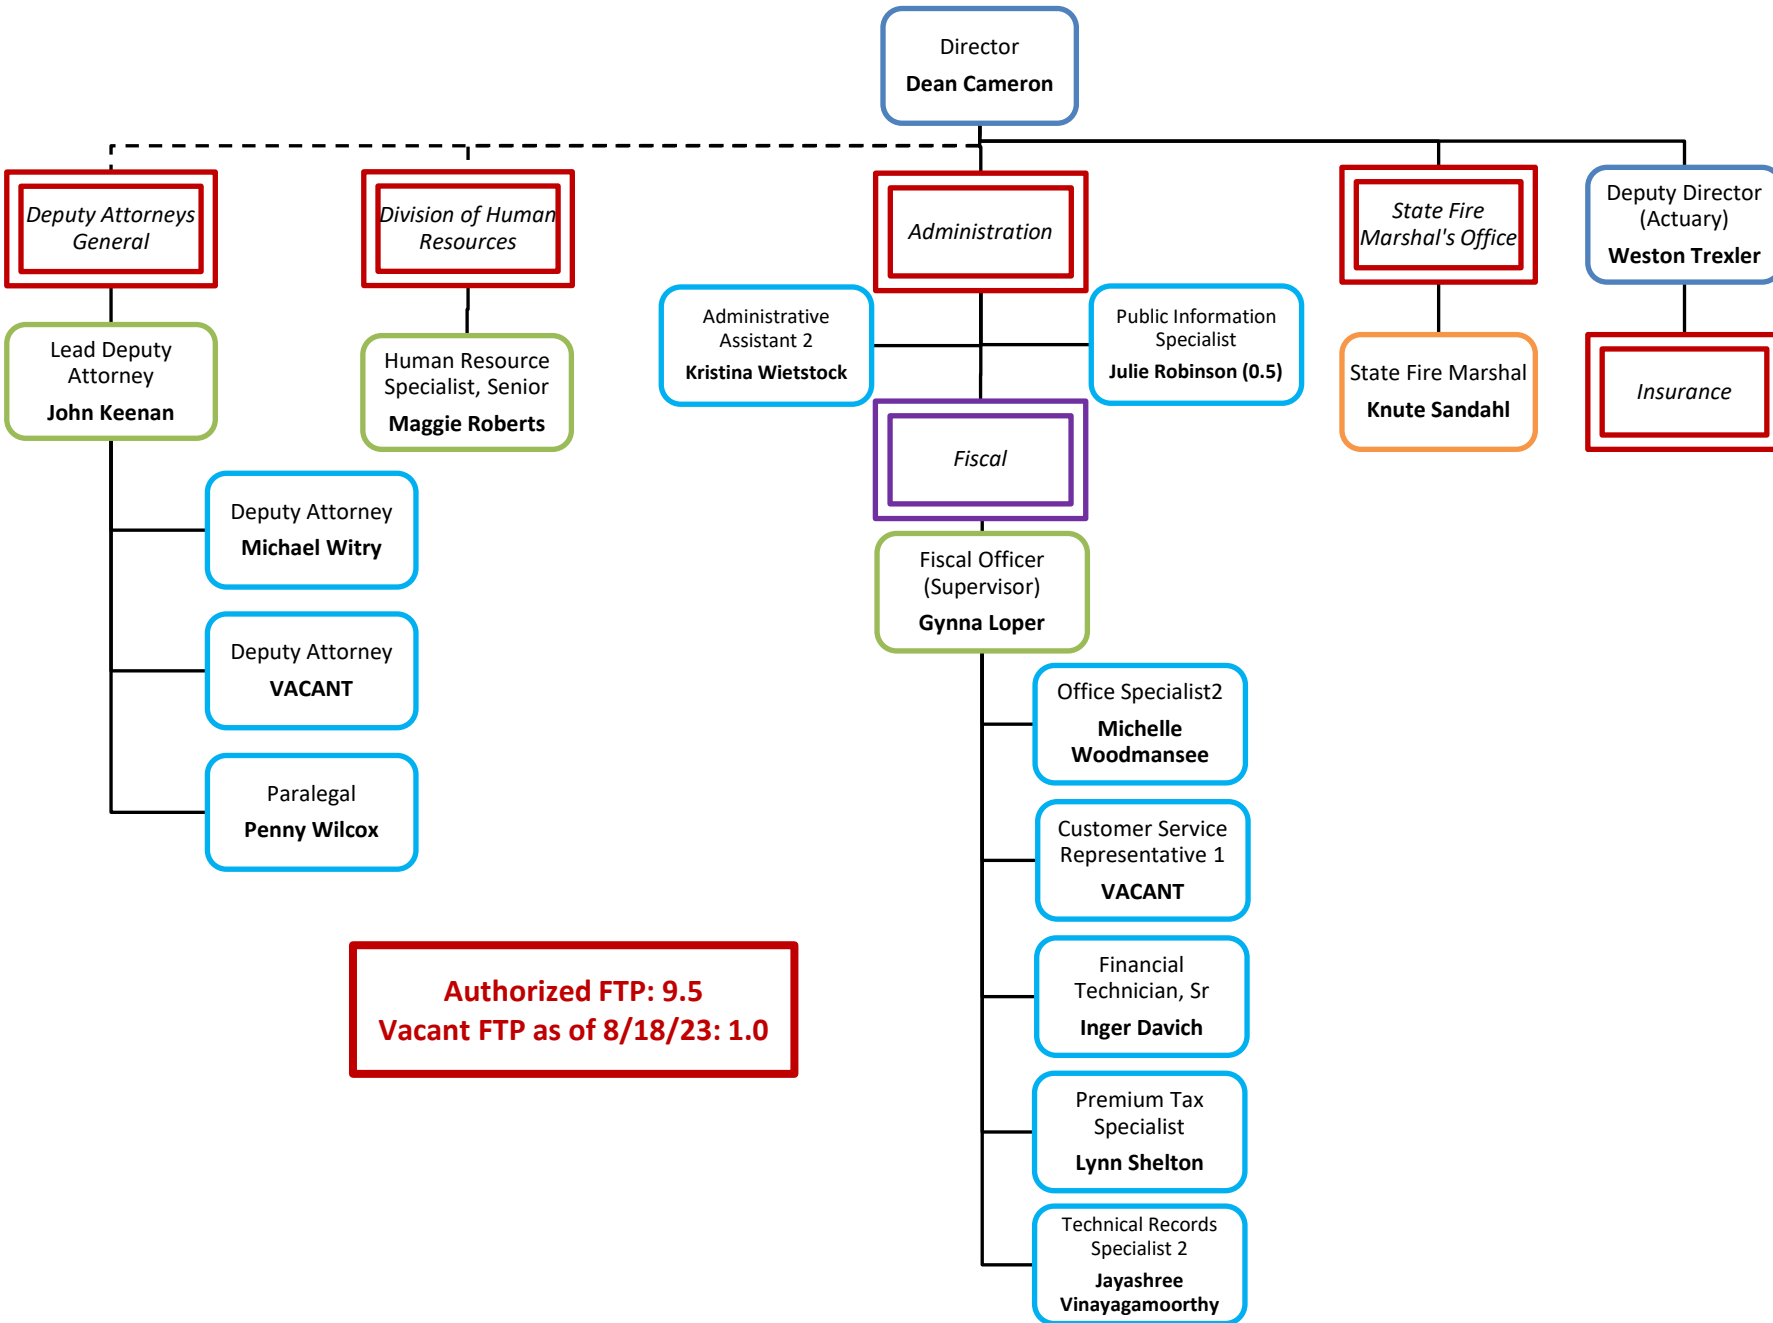 Director
Dean Cameron
Deputy Attorneys
General
Division of Human
Resources
Administration
State Fire
Marshal's Office
Deputy Director
(Actuary)
Weston Trexler
Lead Deputy
Attorney
John Keenan
Human Resource
Specialist, Senior
Maggie Roberts
Administrative
Assistant 2
Kristina Wietstock
Public Information
Specialist
Julie Robinson (0.5)
State Fire Marshal
Knute Sandahl
Insurance
Fiscal
Deputy Attorney
Michael Witry
Deputy Attorney
VACANT
Paralegal
Penny Wilcox
Fiscal Officer
(Supervisor)
Gynna Loper
Office Specialist2
Michelle
Woodmansee
Customer Service
Representative 1
VACANT
Financial
Technician, Sr
Inger Davich
Premium Tax
Specialist
Lynn Shelton
Technical Records
Specialist 2
Jayashree
Vinayagamoorthy
Authorized FTP: 9.5
Vacant FTP as of 8/18/23: 1.0